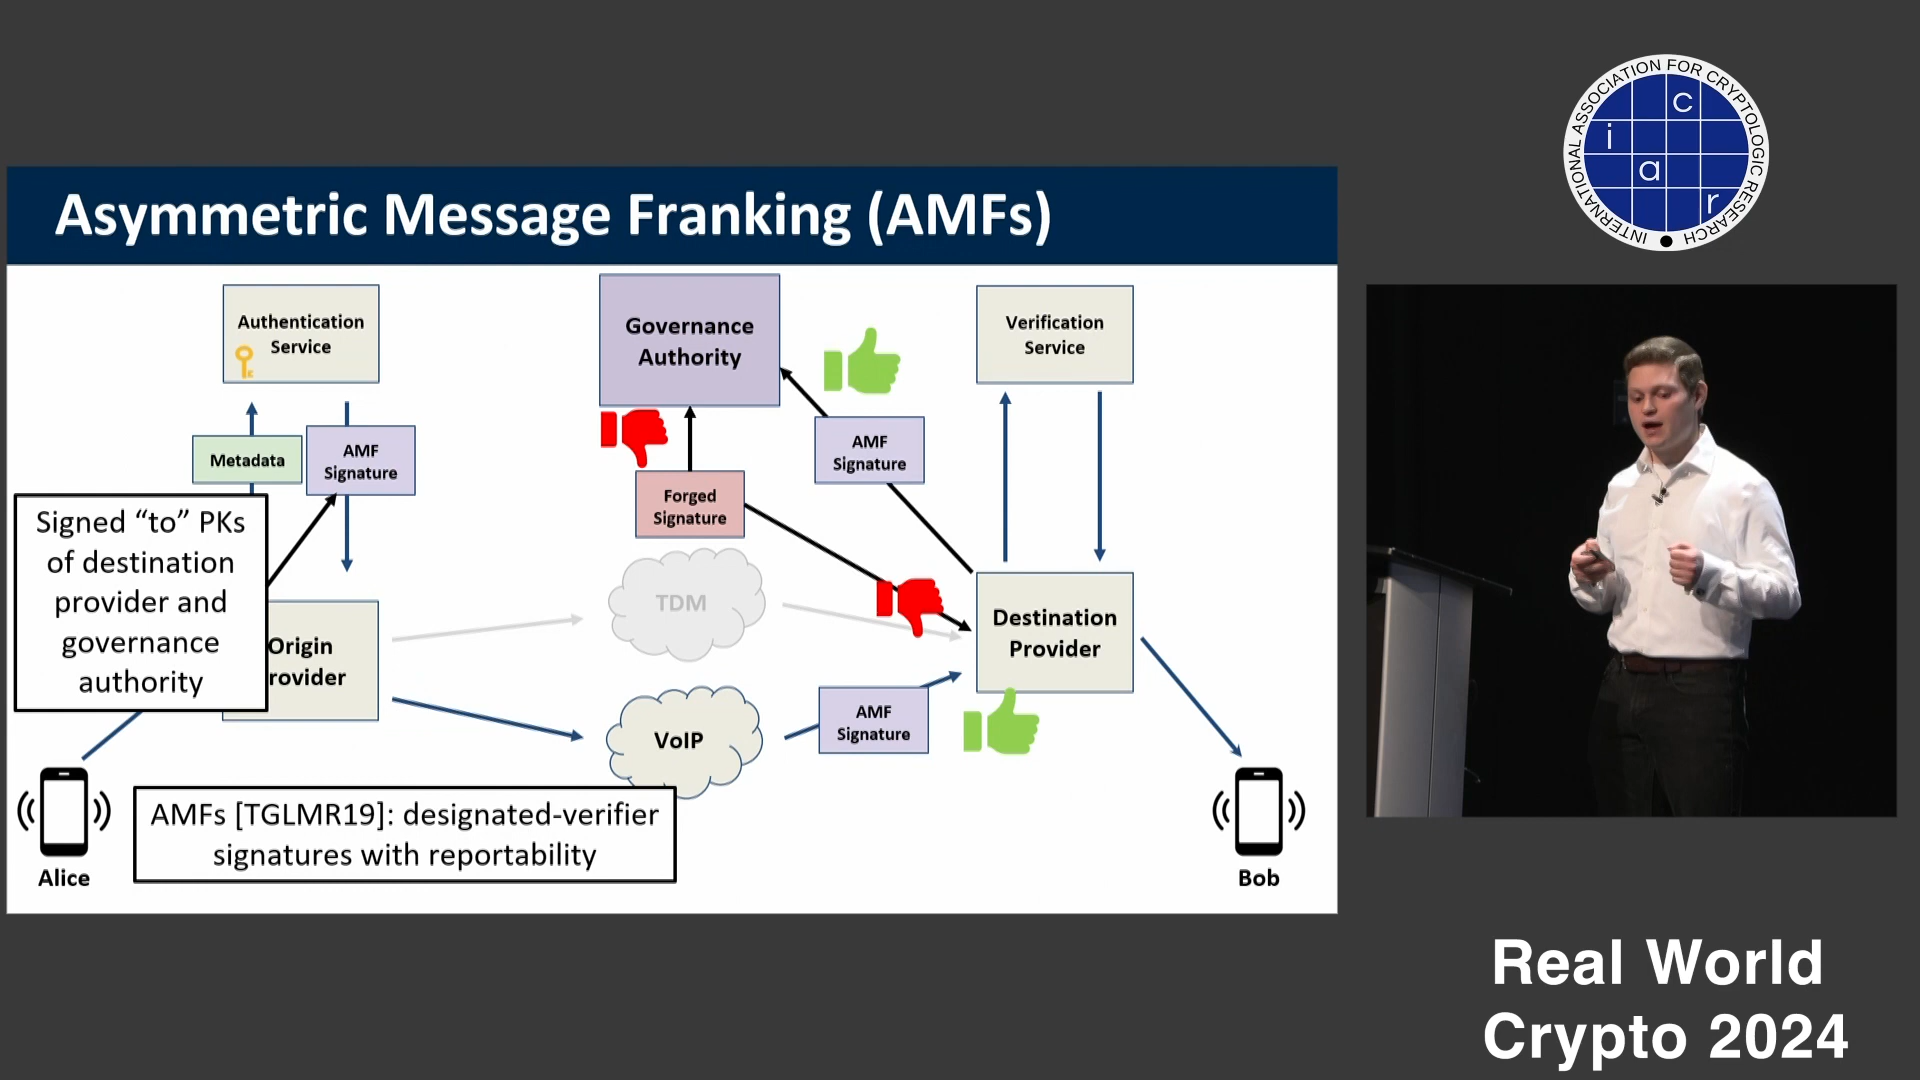 Asymmetric Message Franking (AMFs)
Authentication
Service
Governance
Authority
Verification
Service
Metadata
AMF
Signature
AMF
Signature
Forged
Signature
Signed “to” PKs
of destination
provider and
governance
authority
Origin
rovider
TDM
Destination
Provider
VoIP
AMF
Signature
AMFs [TGLMR19]: designated-verifier
signatures with reportability
Alice
Bob
INTERNATIONAL ASSOCIATION FOR CRYPTOLOGIC RESEARCH
i a c r
Real World
Crypto 2024